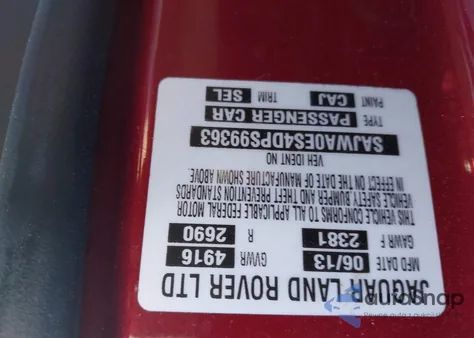 JAGUAR LAND ROVER LTD
MFD DATE 06/13 GVWR 4916
GAWR F 2381 R 2690
THIS VEHICLE CONFORMS TO ALL APPLICABLE FEDERAL MOTOR
VEHICLE SAFETY BUMPER AND THEFT PREVENTION STANDARDS
IN EFFECT ON THE DATE OF MANUFACTURE SHOWN ABOVE
VEH IDENT NO
SAJWA0ES4DPS99363
TYPE PASSENGER CAR
PAINT CAJ TRIM SEL
autoSnap